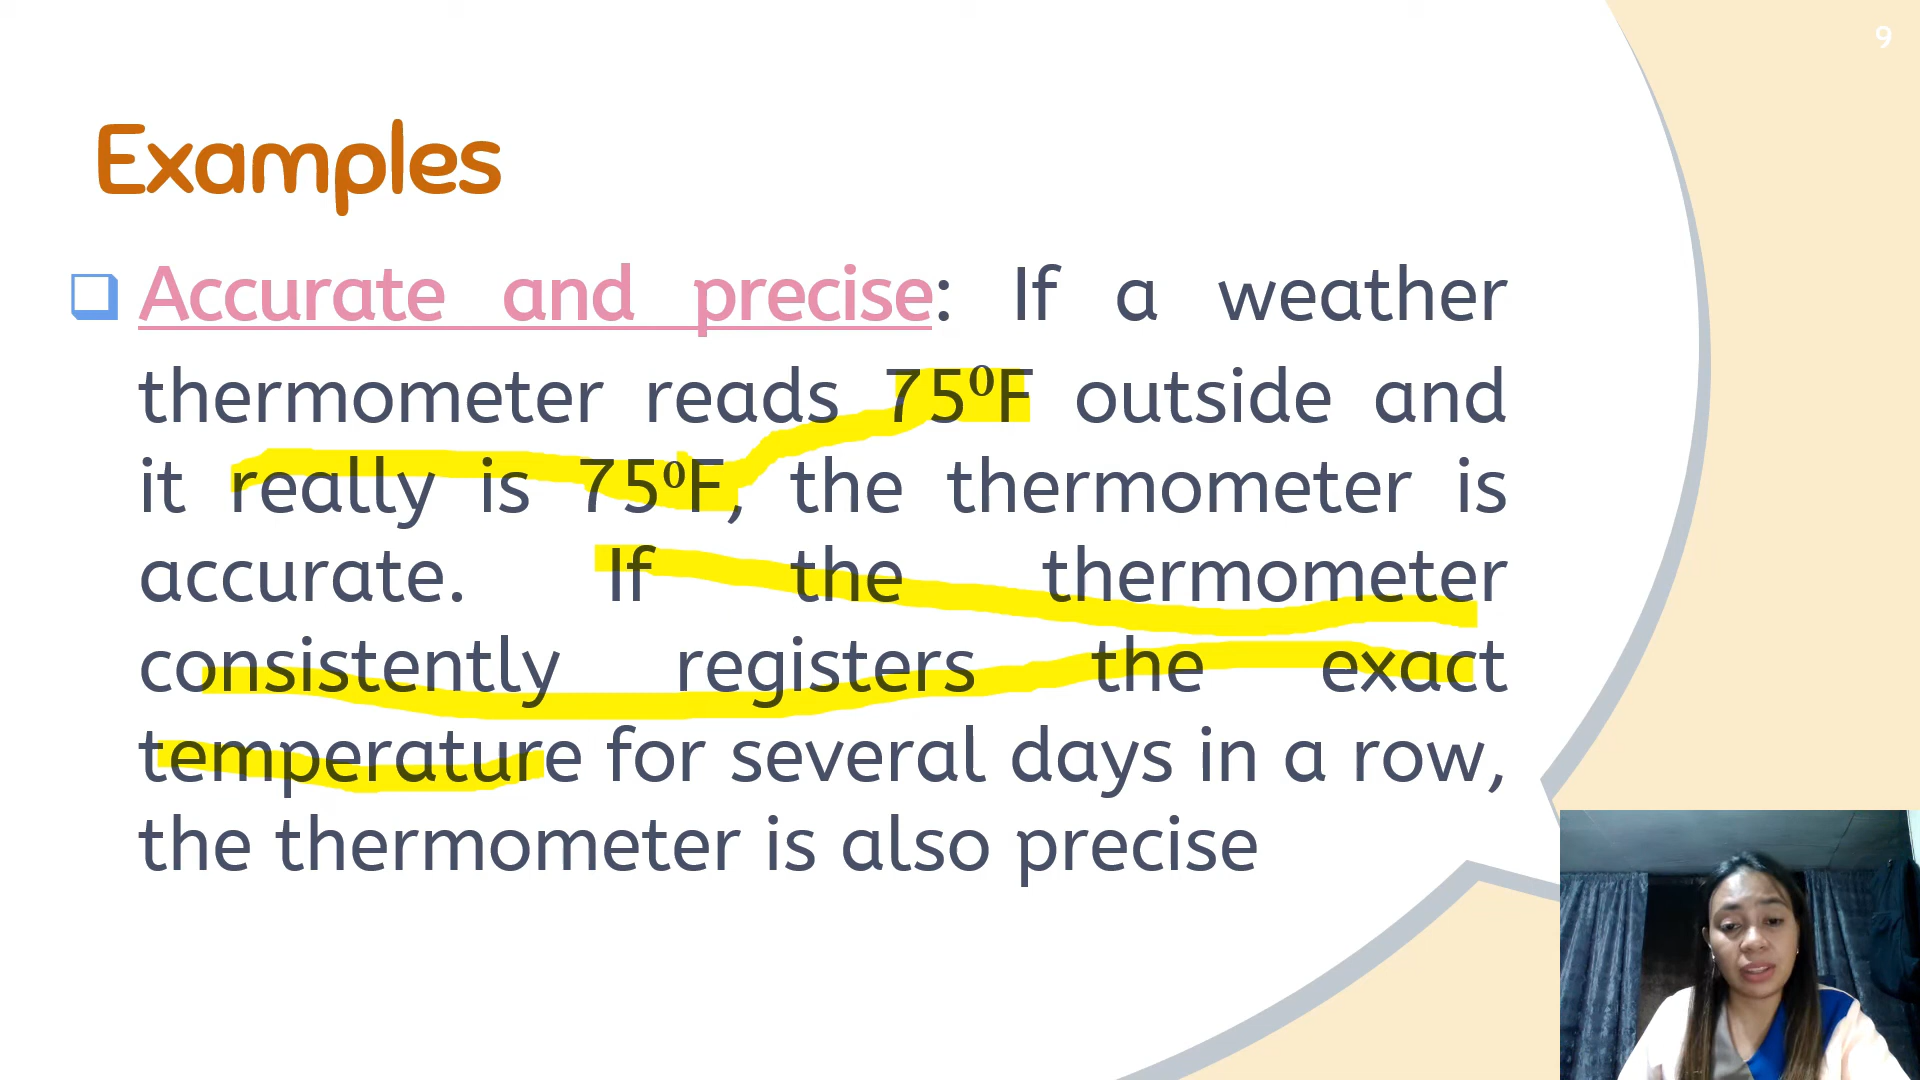 9
Examples
Accurate and precise: If a weather
thermometer reads 75⁰F outside and
it really is 75⁰F, the thermometer is
accurate. If the thermometer
consistently registers the exact
temperature for several days in a row,
the thermometer is also precise